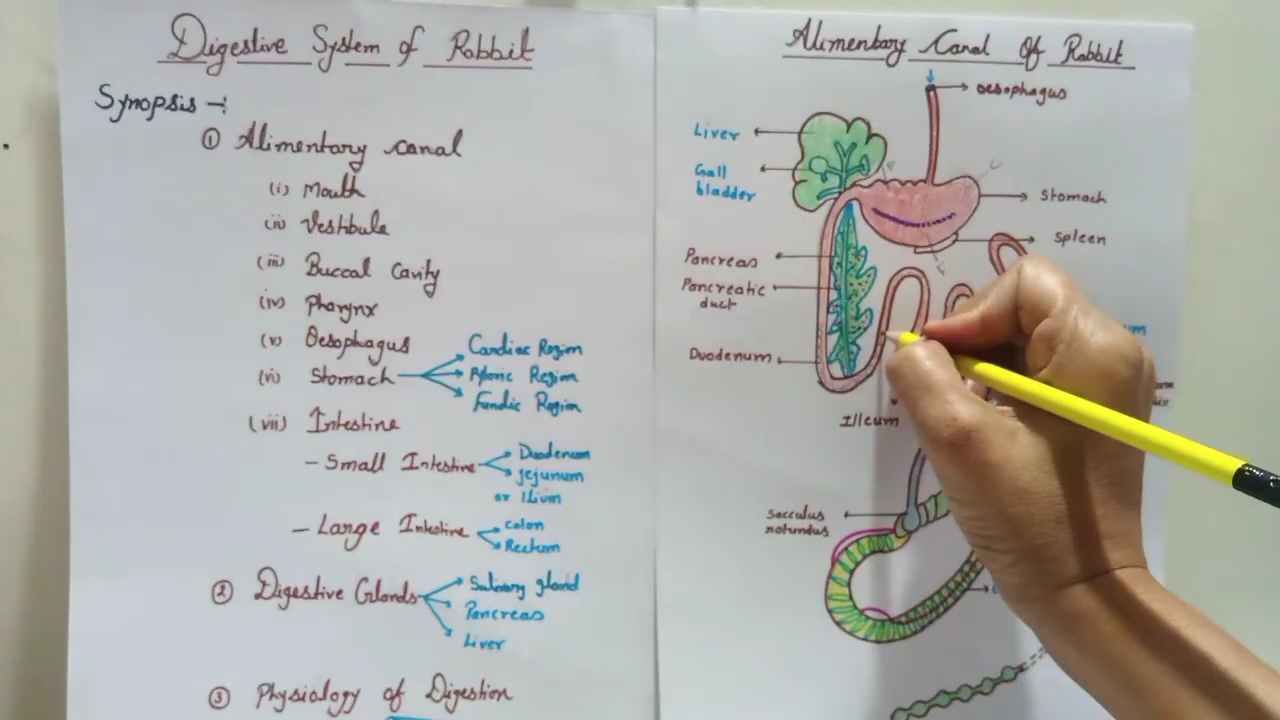 Digestive System of Rabbit
Synopsis -:
① Alimentary canal
(i) Mouth
(ii) Vestibule
(iii) Buccal Cavity
(iv) Pharynx
(v) Oesophagus
(vi) Stomach
Cardiac Region
Pyloric Region
Fundic Region
(vii) Intestine
- Small Intestine
Duodenum
Jejunum
or Ilium
- Large Intestine
Colon
Rectum
② Digestive Glands
Salivary gland
Pancreas
Liver
③ Physiology of Digestion
Alimentary Canal Of Rabbit
Oesophagus
Liver
Gall
bladder
Stomach
Spleen
Pancreas
Pancreatic
duct
Duodenum
Illeum
Sacculus
rotundus